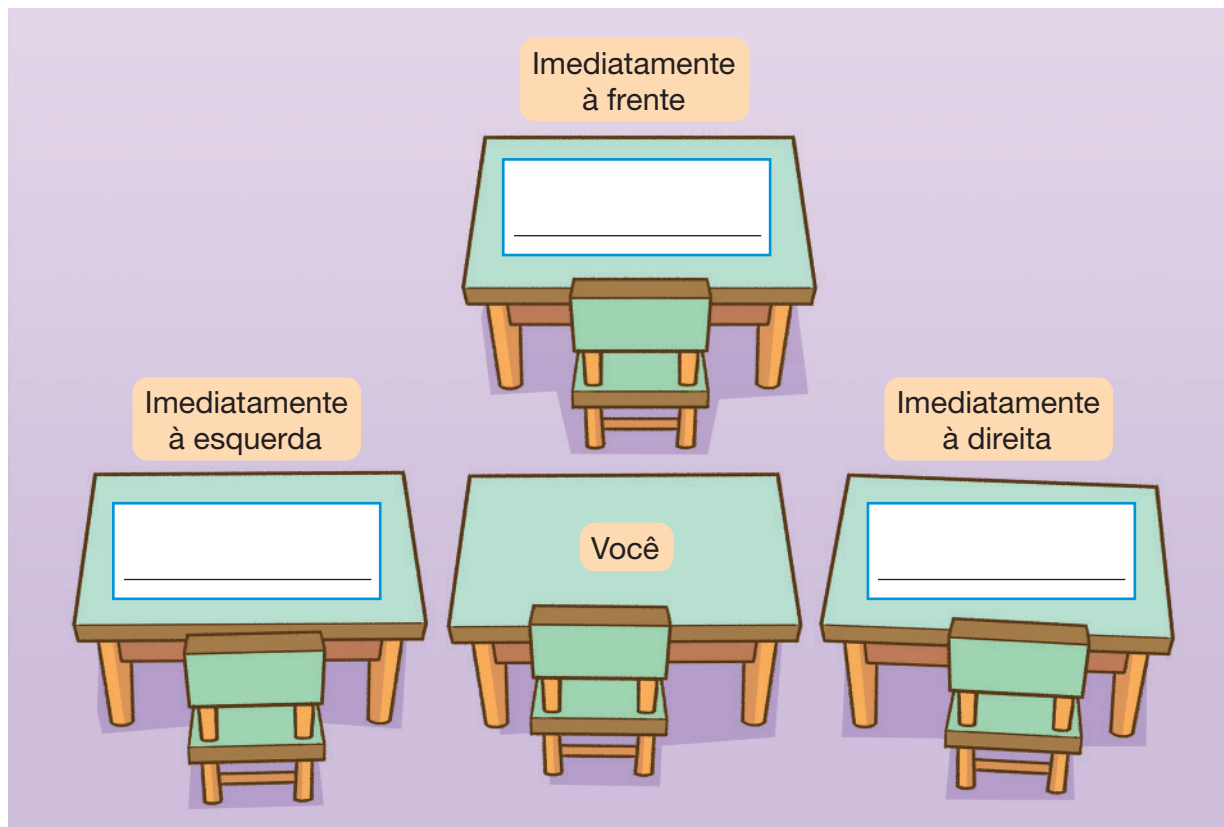 Imediatamente
à frente
Imediatamente
à esquerda
Imediatamente
à direita
Você